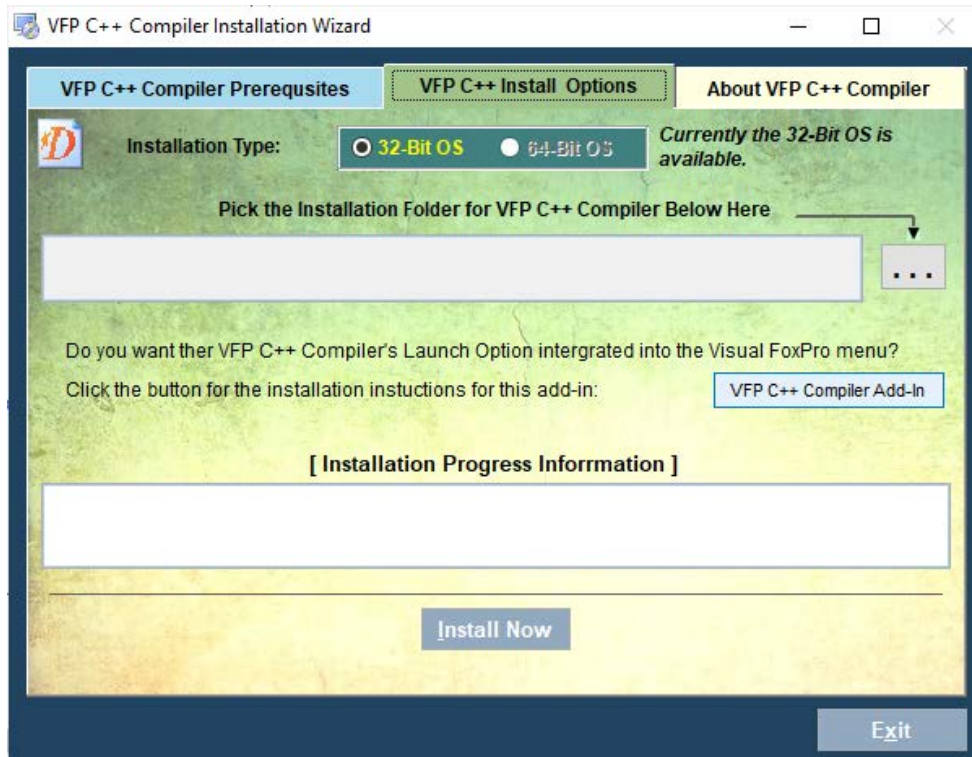 VFP C++ Compiler Installation Wizard
VFP C++ Compiler Prerequsites
VFP C++ Install Options
About VFP C++ Compiler
Installation Type:
32-Bit OS
64-Bit OS
Currently the 32-Bit OS is
available.
Pick the Installation Folder for VFP C++ Compiler Below Here
...
Do you want ther VFP C++ Compiler's Launch Option intergrated into the Visual FoxPro menu?
Click the button for the installation instuctions for this add-in:
VFP C++ Compiler Add-In
[ Installation Progress Inforrmation ]
Install Now
Exit